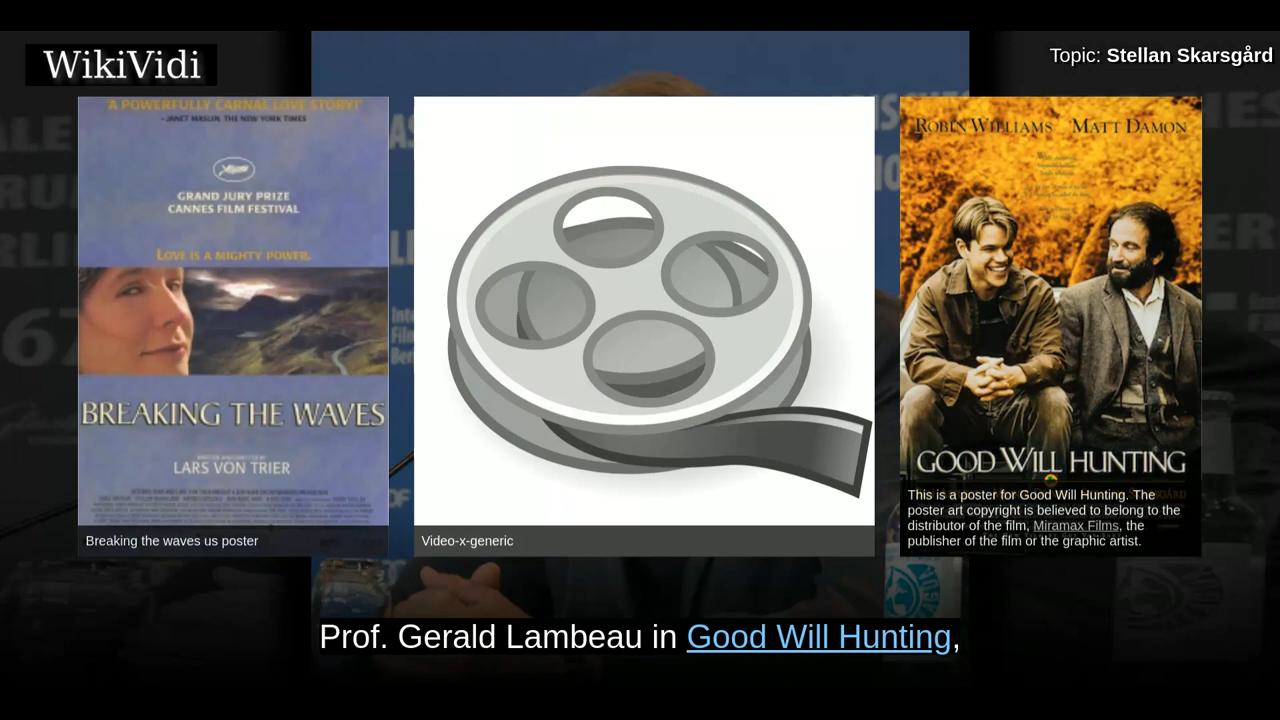 WikiVidi
Topic: Stellan Skarsgård
'A POWERFULLY CARNAL LOVE STORY!'
- JANET MASLIN, THE NEW YORK TIMES
GRAND JURY PRIZE
CANNES FILM FESTIVAL
LOVE IS A MIGHTY POWER.
BREAKING THE WAVES
LARS VON TRIER
Breaking the waves us poster
Video-x-generic
ROBIN WILLIAMS MATT DAMON
GOOD WILL HUNTING
This is a poster for Good Will Hunting. The
poster art copyright is believed to belong to the
distributor of the film, Miramax Films, the
publisher of the film or the graphic artist.
Prof. Gerald Lambeau in Good Will Hunting,